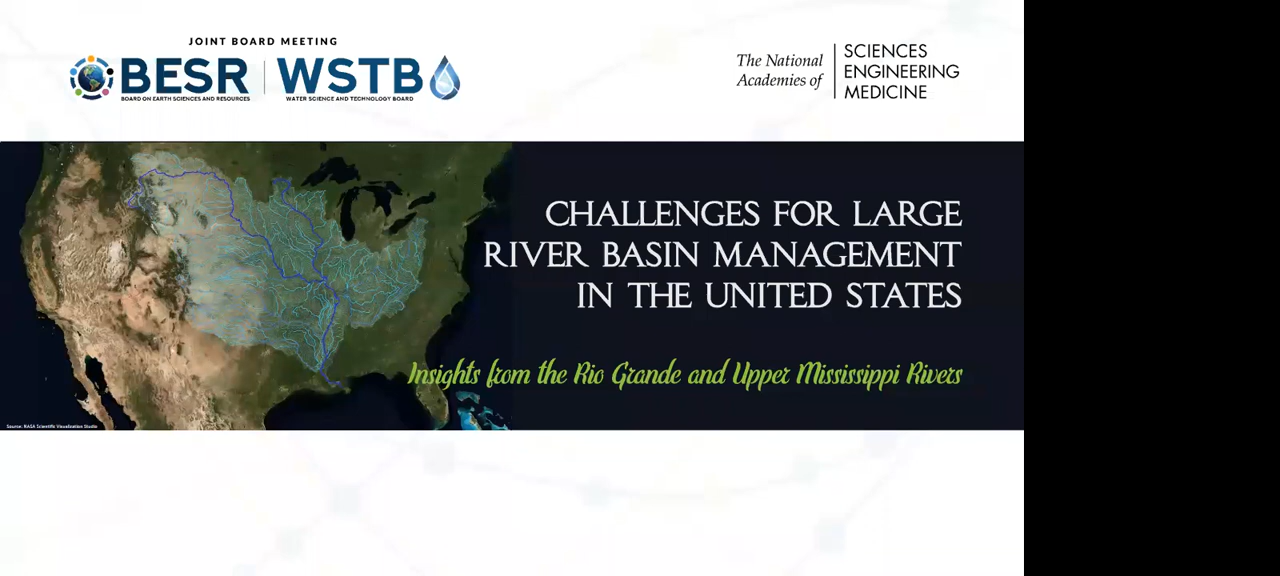 JOINT BOARD MEETING
BESR | WSTB
BOARD ON EARTH SCIENCES AND RESOURCES WATER SCIENCE AND TECHNOLOGY BOARD
The National
Academies of
SCIENCES
ENGINEERING
MEDICINE
CHALLENGES FOR LARGE
RIVER BASIN MANAGEMENT
IN THE UNITED STATES
Insights from the Rio Grande and Upper Mississippi Rivers
Source: NASA Scientific Visualization Studio